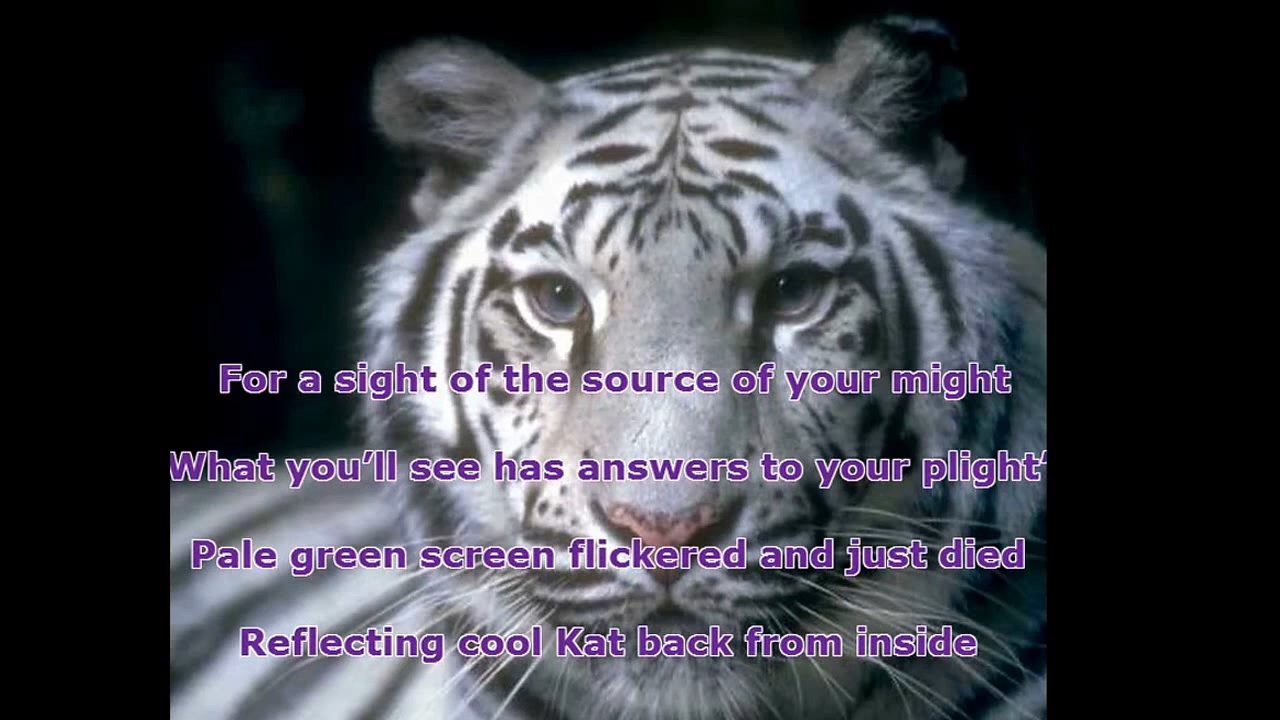 For a sight of the source of your might
What you’ll see has answers to your plight’
Pale green screen flickered and just died
Reflecting cool Kat back from inside